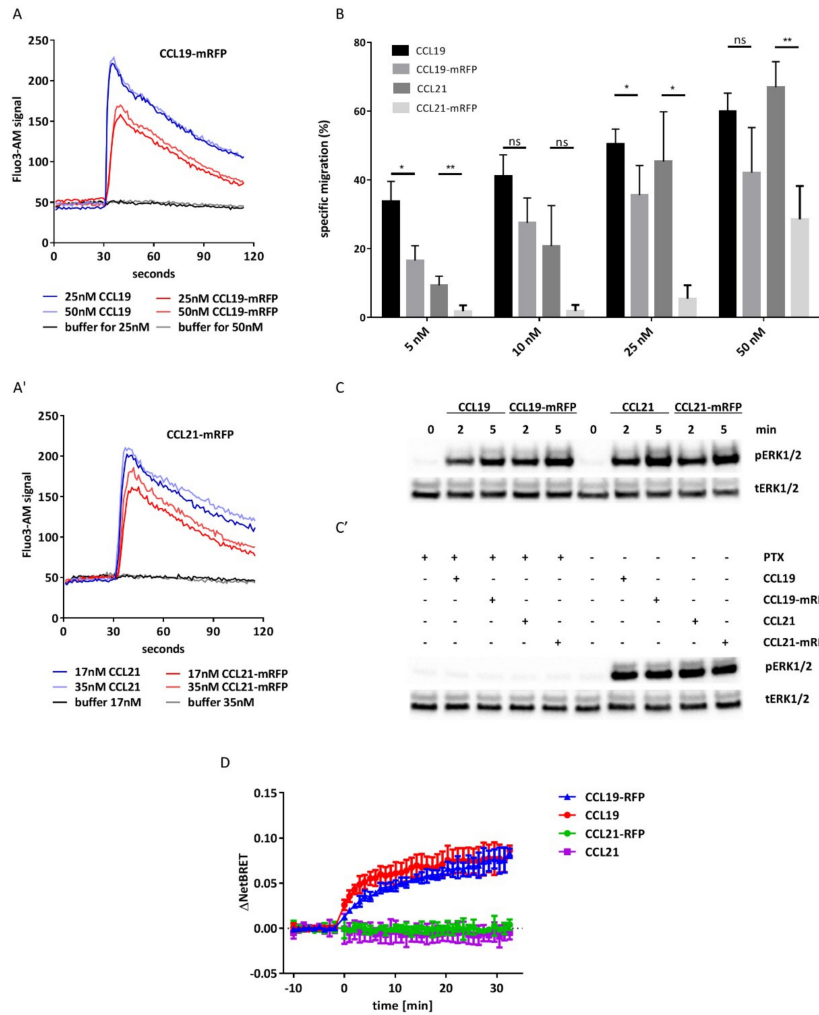 A
CCL19-mRFP
Fluo3-AM signal
250
200
150
100
50
0
0 30 60 90 120
seconds
25nM CCL19 25nM CCL19-mRFP
50nM CCL19 50nM CCL19-mRFP
buffer for 25nM buffer for 50nM
B
CCL19
CCL19-mRFP
CCL21
CCL21-mRFP
specific migration (%)
80
60
40
20
0
* ** ns ns * * ns **
5 nM 10 nM 25 nM 50 nM
A'
CCL21-mRFP
Fluo3-AM signal
250
200
150
100
50
0
0 30 60 90 120
seconds
17nM CCL21 17nM CCL21-mRFP
35nM CCL21 35nM CCL21-mRFP
buffer 17nM buffer 35nM
C
CCL19 CCL19-mRFP CCL21 CCL21-mRFP
0 2 5 2 5 0 2 5 2 5 min
pERK1/2
tERK1/2
C'
+ + + + + - - - - - PTX
- + - - - - + - - - CCL19
- - + - - - - + - - CCL19-mRF
- - - + - - - - + - CCL21
- - - - + - - - - + CCL21-mRF
pERK1/2
tERK1/2
D
ΔNetBRET
0.15
0.10
0.05
0.00
-0.05
-10 0 10 20 30
time [min]
CCL19-RFP
CCL19
CCL21-RFP
CCL21